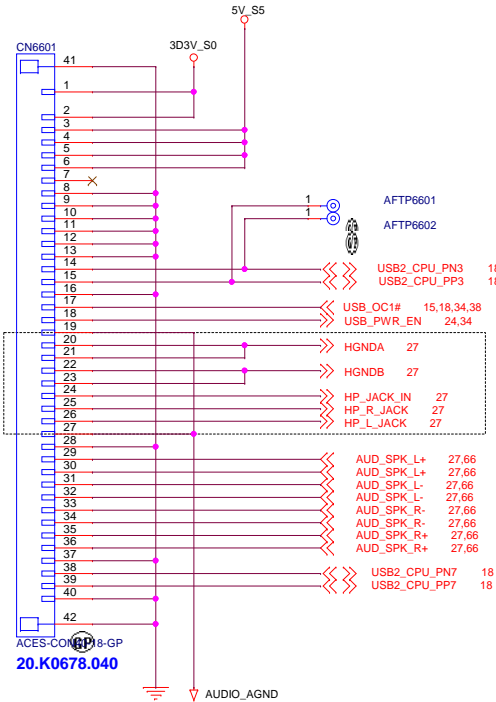 5V_S5
3D3V_S0
CN6601
41
1
2
3
4
5
6
7
8
9
10
11
12
13
14
15
16
17
18
19
20
21
22
23
24
25
26
27
28
29
30
31
32
33
34
35
36
37
38
39
40
42
1 AFTP6601
1 AFTP6602
USB2_CPU_PN3 18
USB2_CPU_PP3 18
USB_OC1# 15,18,34,38
USB_PWR_EN 24,34
HGNDA 27
HGNDB 27
HP_JACK_IN 27
HP_R_JACK 27
HP_L_JACK 27
AUD_SPK_L+ 27,66
AUD_SPK_L+ 27,66
AUD_SPK_L- 27,66
AUD_SPK_L- 27,66
AUD_SPK_R- 27,66
AUD_SPK_R- 27,66
AUD_SPK_R+ 27,66
AUD_SPK_R+ 27,66
USB2_CPU_PN7 18
USB2_CPU_PP7 18
GP
20.K0678.040
AUDIO_AGND